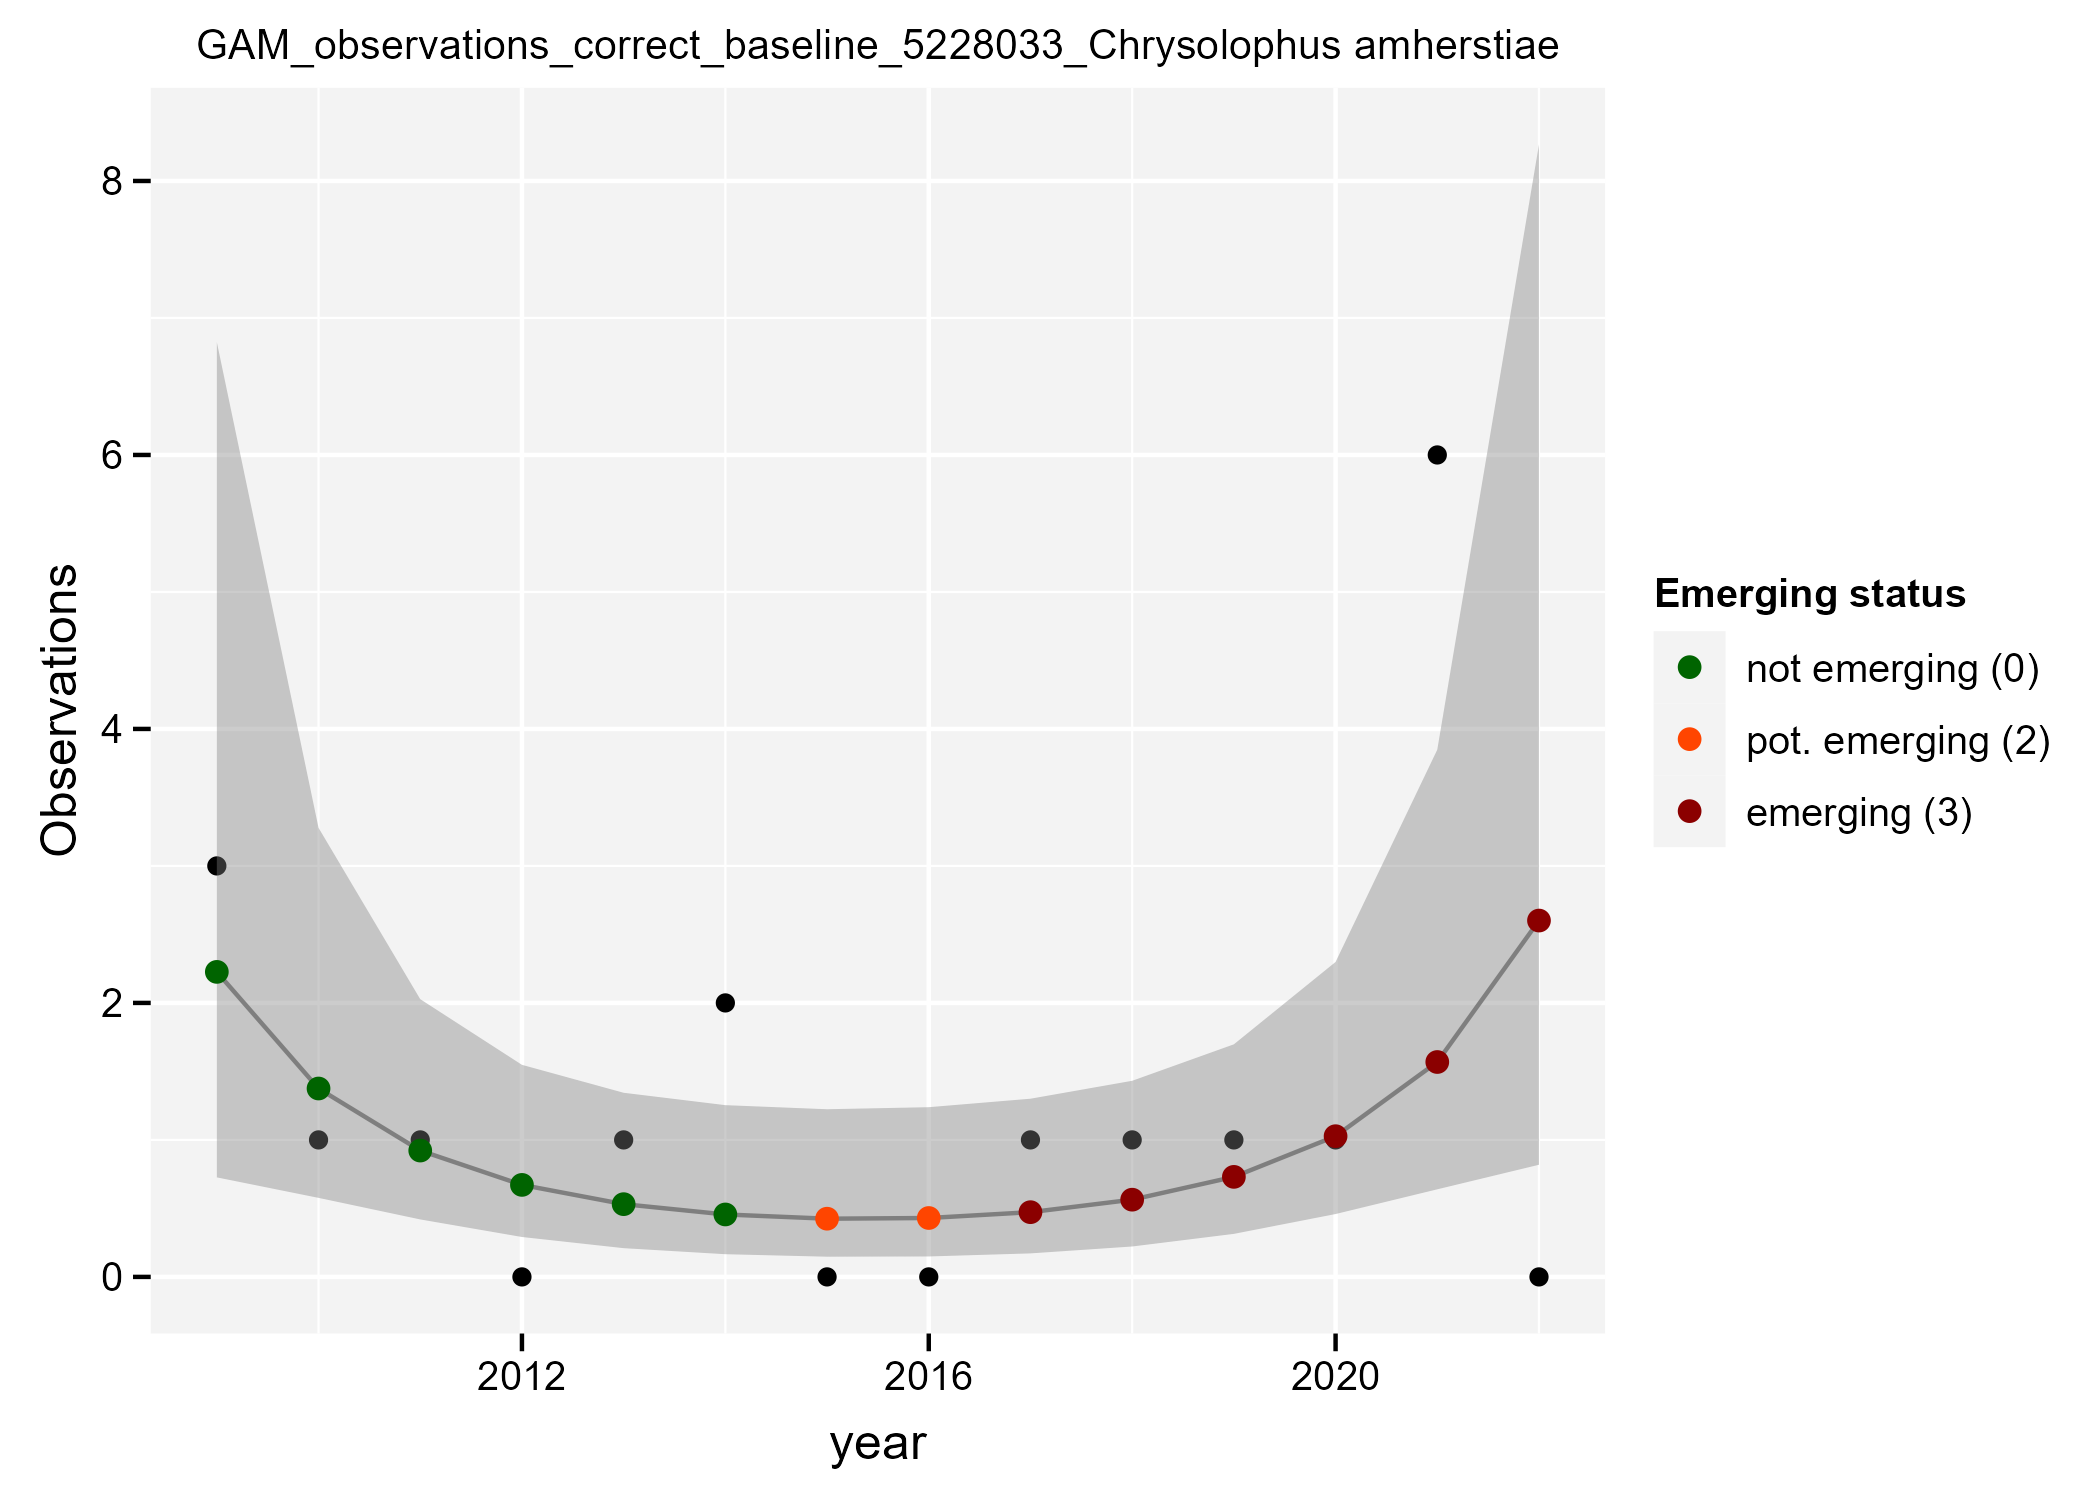 GAM_observations_correct_baseline_5228033_Chrysolophus amherstiae
8
6
4
2
0
Observations
2012
2016
2020
year
Emerging status
not emerging (0)
pot. emerging (2)
emerging (3)